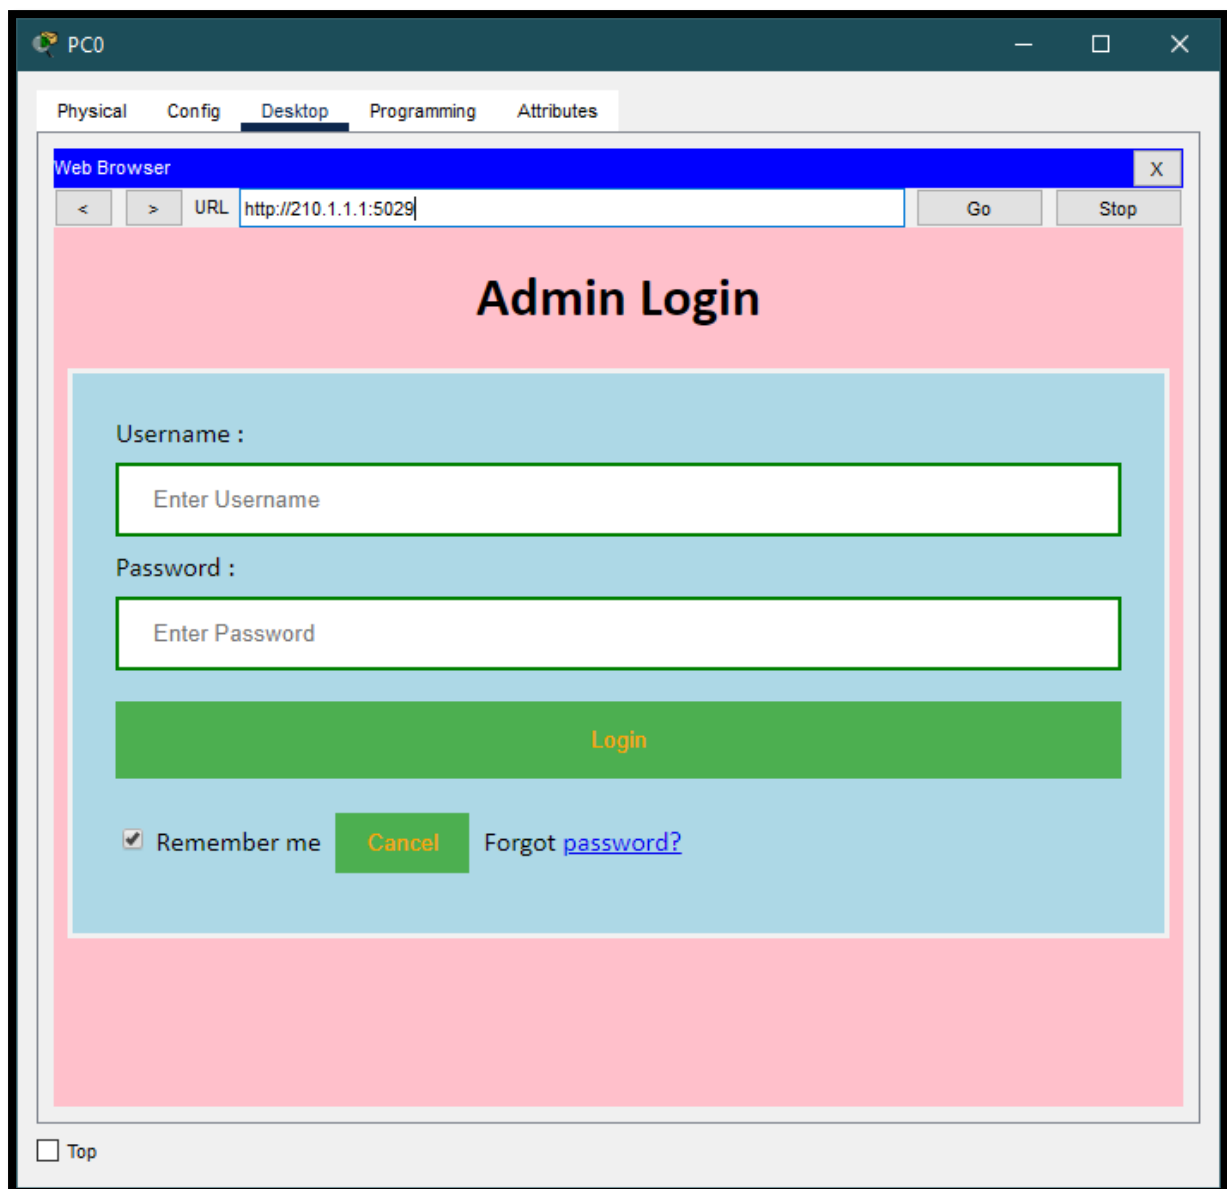 PC0
Physical Config Desktop Programming Attributes
Web Browser X
< > URL http://210.1.1.1:5029 Go Stop
Admin Login
Username :
Enter Username
Password :
Enter Password
Login
Remember me Cancel Forgot password?
Top